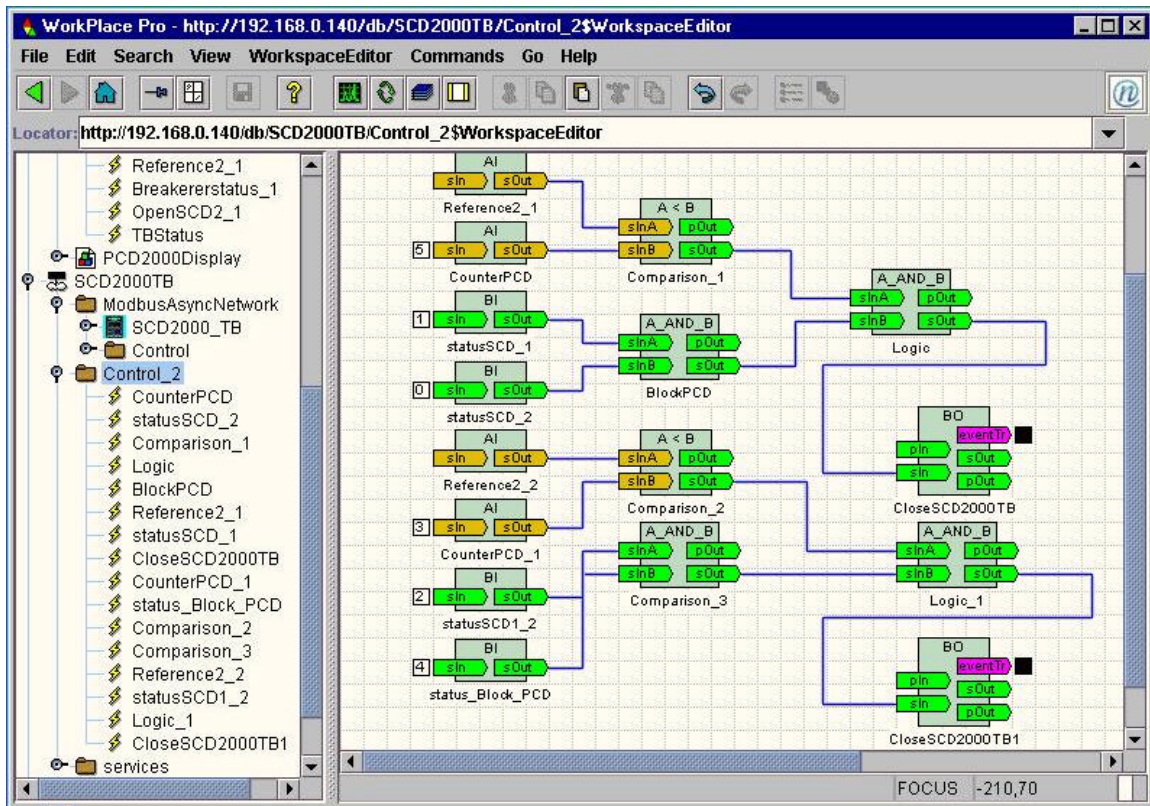 WorkPlace Pro - http://192.168.0.140/db/SCD2000TB/Control_2$WorkspaceEditor
File Edit Search View WorkspaceEditor Commands Go Help
Locator: http://192.168.0.140/db/SCD2000TB/Control_2$WorkspaceEditor
Reference2_1
Breakererstatus_1
OpenSCD2_1
TBStatus
PCD2000Display
SCD2000TB
ModbusAsyncNetwork
SCD2000_TB
Control
Control_2
CounterPCD
statusSCD_2
Comparison_1
Logic
BlockPCD
Reference2_1
statusSCD_1
CloseSCD2000TB
CounterPCD_1
status_Block_PCD
Comparison_2
Comparison_3
Reference2_2
statusSCD1_2
Logic_1
CloseSCD2000TB1
services
AI
sIn sOut
Reference2_1
AI
5 sIn sOut
CounterPCD
A < B
sInA pOut
sInB sOut
Comparison_1
BI
1 sIn sOut
statusSCD_1
BI
0 sIn sOut
statusSCD_2
A_AND_B
sInA pOut
sInB sOut
BlockPCD
A_AND_B
sInA pOut
sInB sOut
Logic
BO
eventTr
pIn
sOut
sIn
pOut
CloseSCD2000TB
AI
sIn sOut
Reference2_2
AI
3 sIn sOut
CounterPCD_1
A < B
sInA pOut
sInB sOut
Comparison_2
BI
2 sIn sOut
statusSCD1_2
BI
4 sIn sOut
status_Block_PCD
A_AND_B
sInA pOut
sInB sOut
Comparison_3
A_AND_B
sInA pOut
sInB sOut
Logic_1
BO
eventTr
pIn
sOut
sIn
pOut
CloseSCD2000TB1
FOCUS -210,70